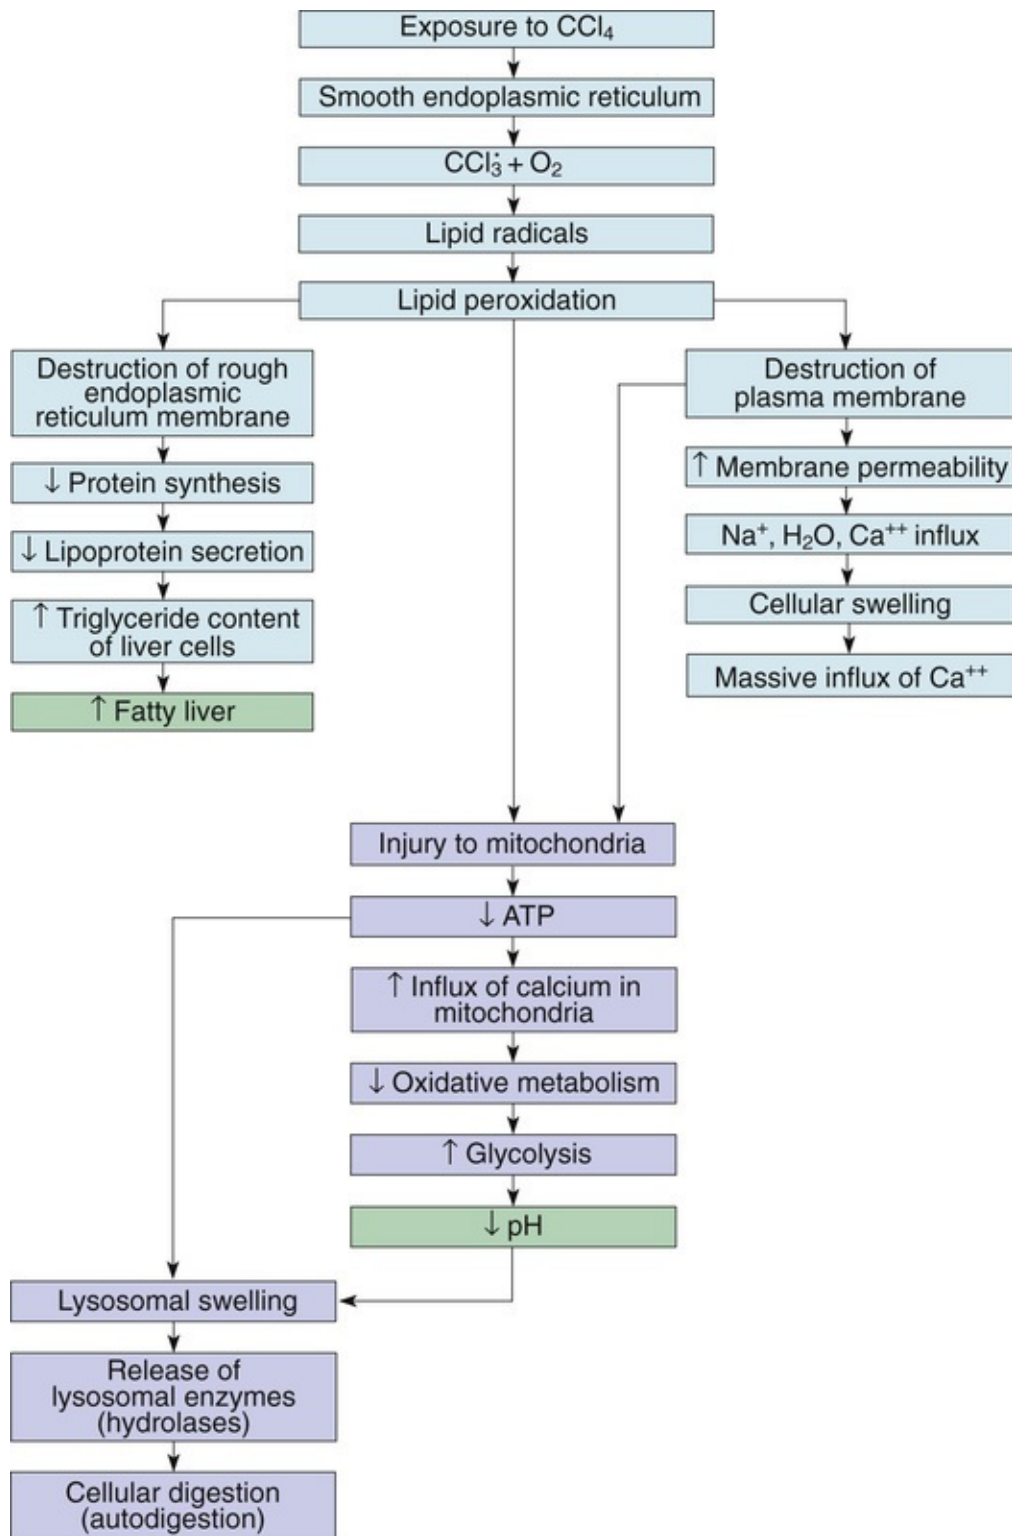 Exposure to CCl₄
Smooth endoplasmic reticulum
CCl₃˙ + O₂
Lipid radicals
Lipid peroxidation
Destruction of rough
endoplasmic
reticulum membrane
↓ Protein synthesis
↓ Lipoprotein secretion
↑ Triglyceride content
of liver cells
↑ Fatty liver
Destruction of
plasma membrane
↑ Membrane permeability
Na⁺, H₂O, Ca⁺⁺ influx
Cellular swelling
Massive influx of Ca⁺⁺
Injury to mitochondria
↓ ATP
↑ Influx of calcium in
mitochondria
↓ Oxidative metabolism
↑ Glycolysis
↓ pH
Lysosomal swelling
Release of
lysosomal enzymes
(hydrolases)
Cellular digestion
(autodigestion)